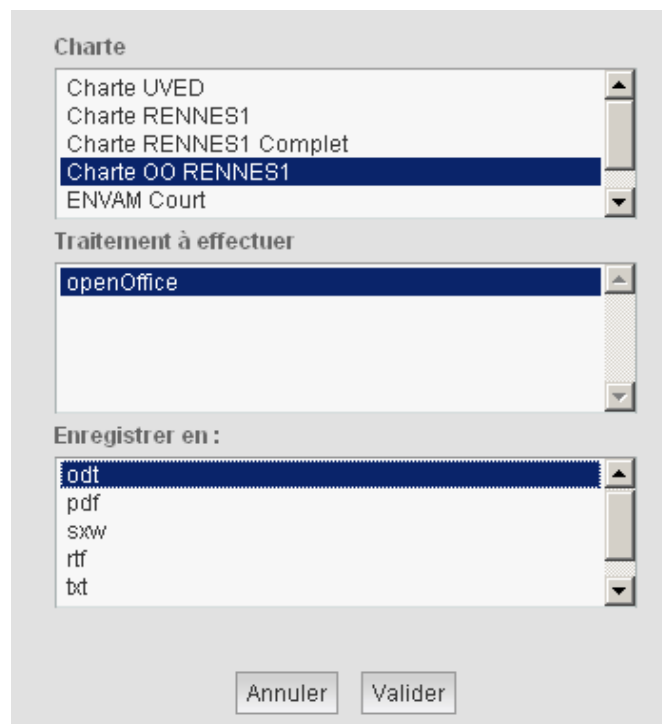 Charte
Charte UVED
Charte RENNES1
Charte RENNES1 Complet
Charte OO RENNES1
ENVAM Court
Traitement à effectuer
openOffice
Enregistrer en :
odt
pdf
sxw
rtf
txt
Annuler Valider